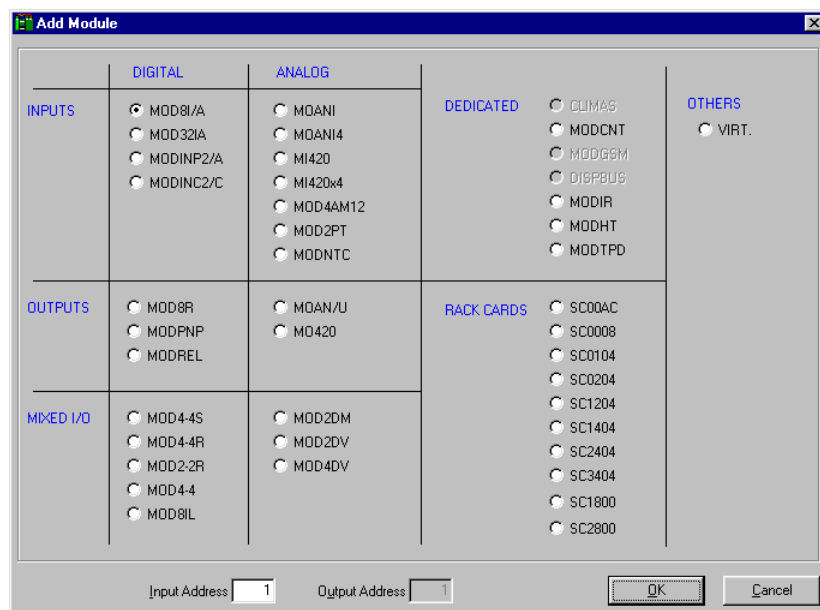 Add Module
DIGITAL
ANALOG
INPUTS
MOD8I/A
MOD32IA
MODINP2/A
MODINC2/C
MOANI
MOANI4
MI420
MI420x4
MOD4AM12
MOD2PT
MODNTC
DEDICATED
CLIMAS
MODCNT
MODGSM
DISPBUS
MODIR
MODHT
MODTPD
OTHERS
VIRT.
OUTPUTS
MOD8R
MODPNP
MODREL
MOAN/U
MO420
RACK CARDS
SC00AC
SC0008
SC0104
SC0204
SC1204
SC1404
SC2404
SC3404
SC1800
SC2800
MIXED I/O
MOD4-4S
MOD4-4R
MOD2-2R
MOD4-4
MOD8IL
MOD2DM
MOD2DV
MOD4DV
Input Address 1
Output Address 1
OK
Cancel